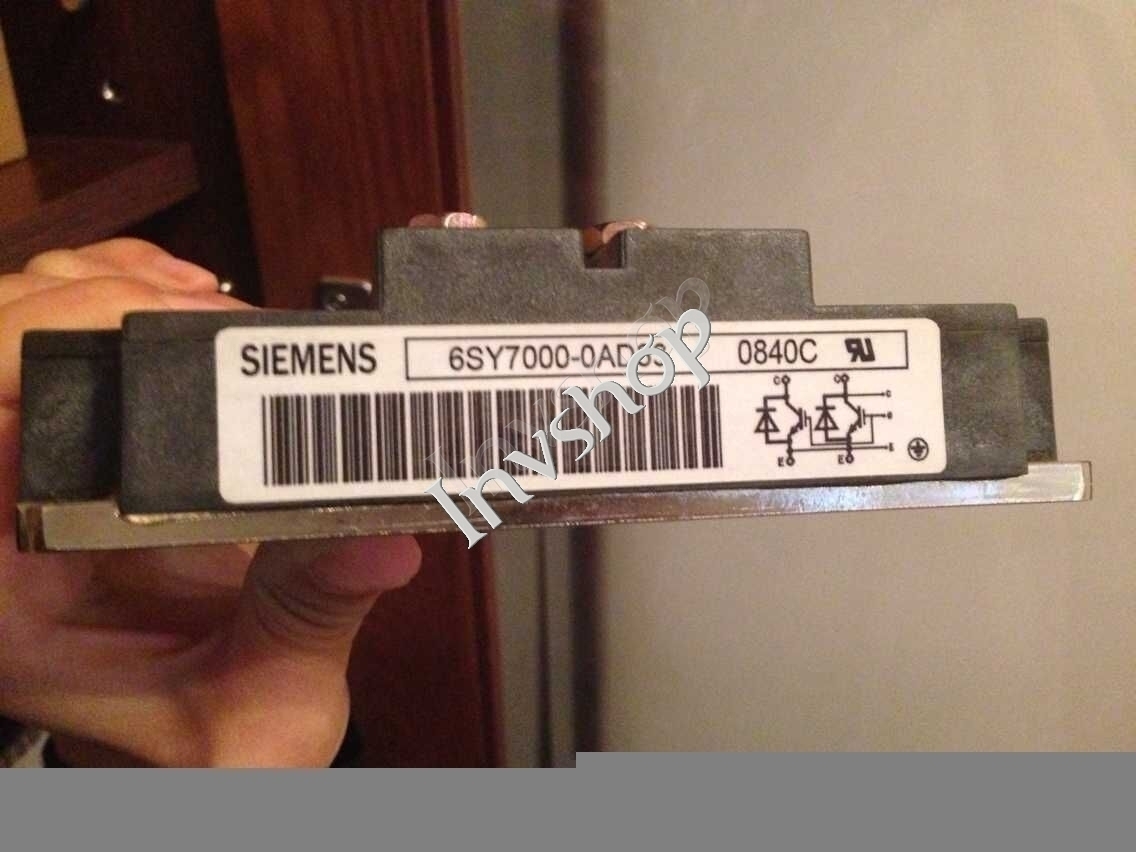 SIEMENS 6SY7000-0AD 0840C
C C C
G
E E E
Invshop